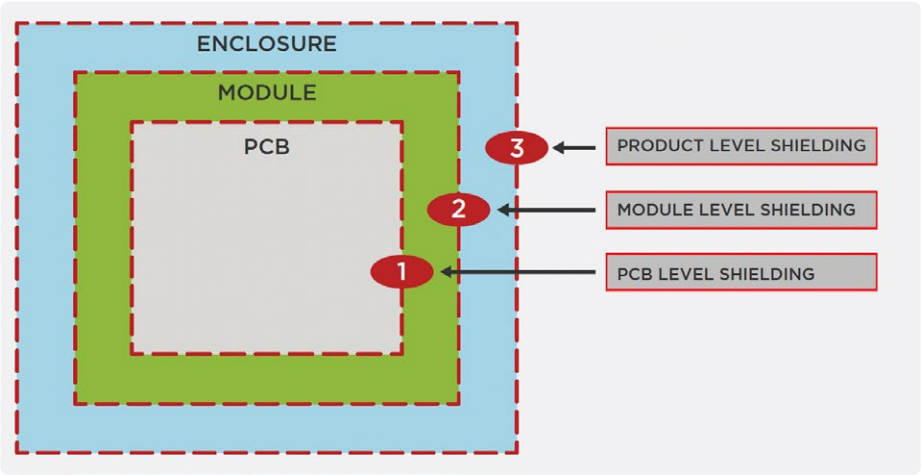 ENCLOSURE
MODULE
PCB
3
PRODUCT LEVEL SHIELDING
2
MODULE LEVEL SHIELDING
1
PCB LEVEL SHIELDING